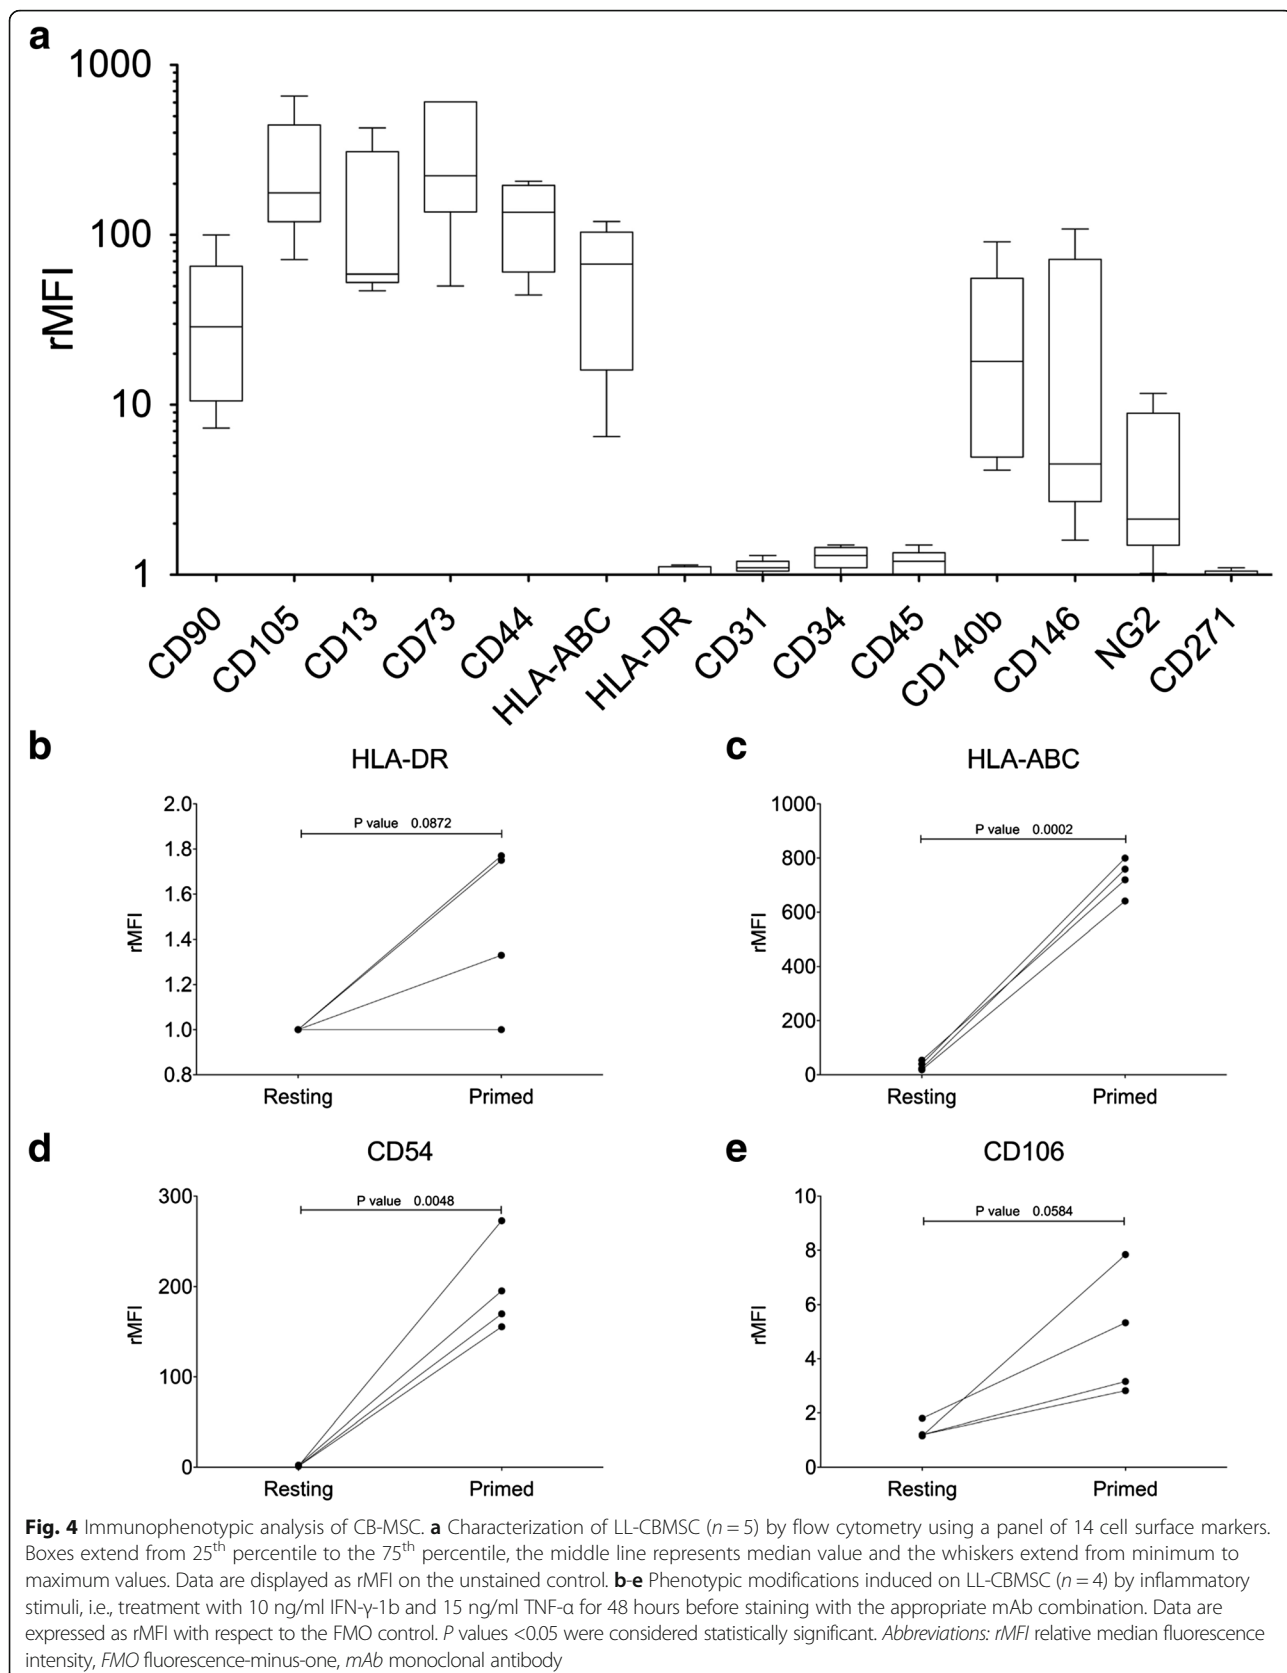 a
1000
100
10
1
rMFI
CD90
CD105
CD13
CD73
CD44
HLA-ABC
HLA-DR
CD31
CD34
CD45
CD140b
CD146
NG2
CD271
b
HLA-DR
2.0
1.8
1.6
1.4
1.2
1.0
0.8
rMFI
P value 0.0872
Resting Primed
c
HLA-ABC
1000
800
600
400
200
0
rMFI
P value 0.0002
Resting Primed
d
CD54
300
200
100
0
rMFI
P value 0.0048
Resting Primed
e
CD106
10
8
6
4
2
0
rMFI
P value 0.0584
Resting Primed
Fig. 4 Immunophenotypic analysis of CB-MSC. a Characterization of LL-CBMSC (n = 5) by flow cytometry using a panel of 14 cell surface markers.
Boxes extend from 25th percentile to the 75th percentile, the middle line represents median value and the whiskers extend from minimum to
maximum values. Data are displayed as rMFI on the unstained control. b-e Phenotypic modifications induced on LL-CBMSC (n = 4) by inflammatory
stimuli, i.e., treatment with 10 ng/ml IFN-γ-1b and 15 ng/ml TNF-α for 48 hours before staining with the appropriate mAb combination. Data are
expressed as rMFI with respect to the FMO control. P values <0.05 were considered statistically significant. Abbreviations: rMFI relative median fluorescence
intensity, FMO fluorescence-minus-one, mAb monoclonal antibody